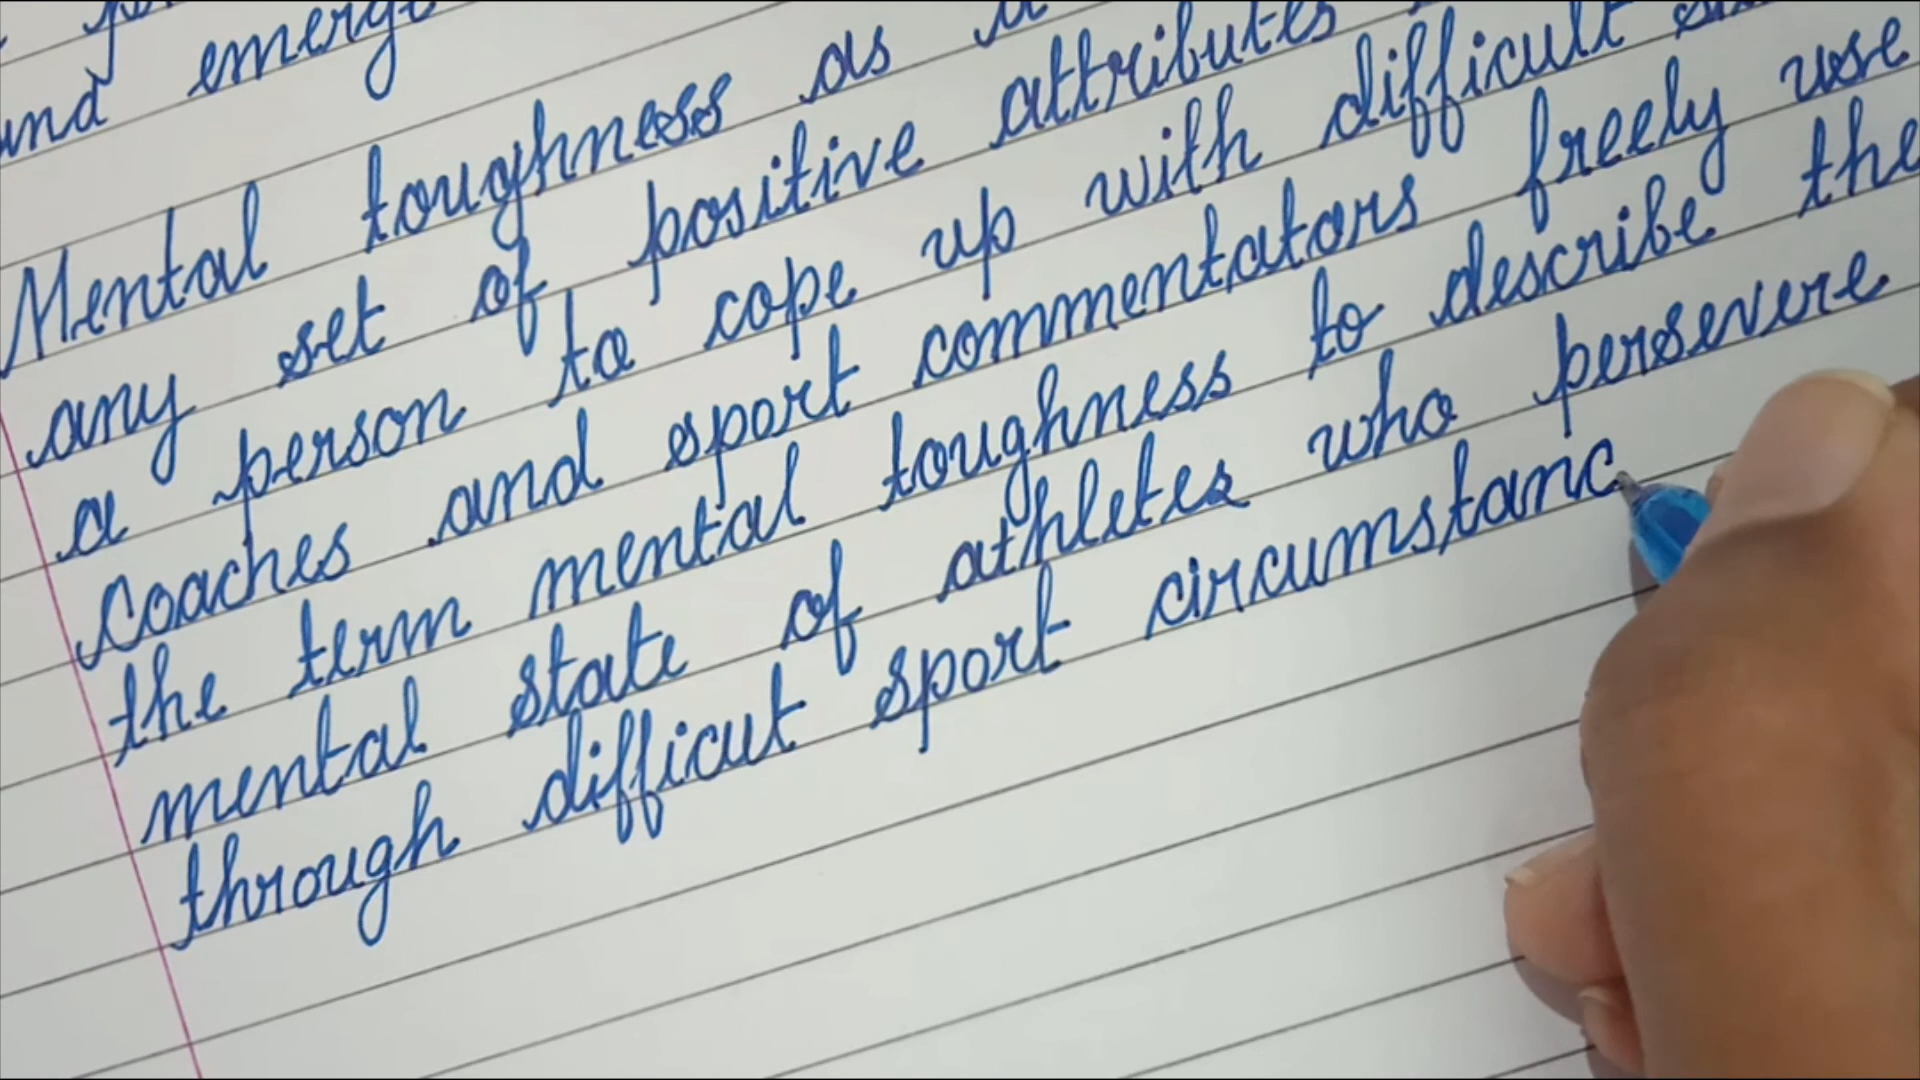 and emerge
Mental toughness as a
any set of positive attributes
a person to cope up with difficult
Coaches and sport commentators freely use
the term mental toughness to describe the
mental state of athletes who persevere
through difficut sport circumstanc